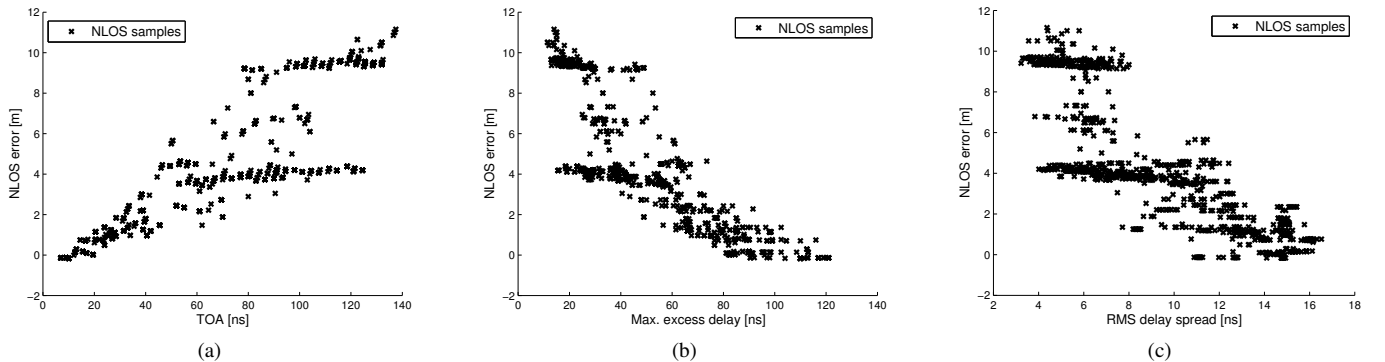 NLOS samples
12
10
8
6
4
2
0
−2
NLOS error [m]
0 20 40 60 80 100 120 140
TOA [ns]
(a)
NLOS samples
12
10
8
6
4
2
0
−2
NLOS error [m]
0 20 40 60 80 100 120 140
Max. excess delay [ns]
(b)
NLOS samples
12
10
8
6
4
2
0
−2
NLOS error [m]
2 4 6 8 10 12 14 16 18
RMS delay spread [ns]
(c)